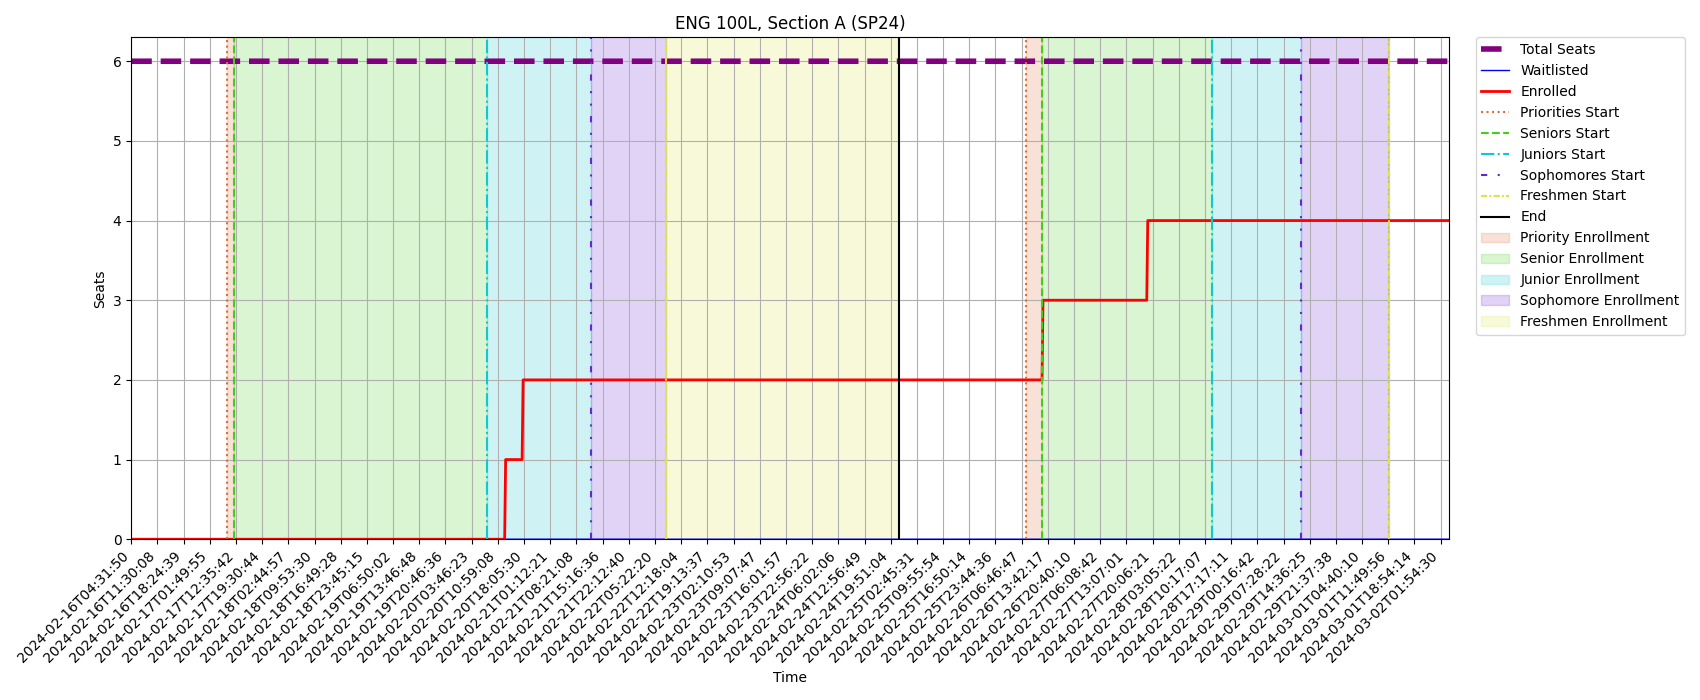 ENG 100L, Section A (SP24)
Seats
6
5
4
3
2
1
0
2024-02-16T04:31:50
2024-02-16T11:30:08
2024-02-16T18:24:39
2024-02-17T01:49:55
2024-02-17T12:35:42
2024-02-17T19:30:44
2024-02-18T02:44:57
2024-02-18T09:53:30
2024-02-18T16:49:28
2024-02-18T23:45:15
2024-02-19T06:50:02
2024-02-19T13:46:48
2024-02-19T20:46:36
2024-02-20T03:46:23
2024-02-20T10:59:08
2024-02-20T18:05:30
2024-02-21T01:12:21
2024-02-21T08:21:08
2024-02-21T15:16:36
2024-02-21T22:12:40
2024-02-22T05:22:20
2024-02-22T12:18:04
2024-02-22T19:13:37
2024-02-23T02:10:53
2024-02-23T09:07:47
2024-02-23T16:01:57
2024-02-23T22:56:22
2024-02-24T06:02:06
2024-02-24T12:56:49
2024-02-24T19:51:04
2024-02-25T02:45:31
2024-02-25T09:55:54
2024-02-25T16:50:14
2024-02-25T23:44:36
2024-02-26T06:46:47
2024-02-26T13:42:17
2024-02-26T20:40:10
2024-02-27T06:08:42
2024-02-27T13:07:01
2024-02-27T20:06:21
2024-02-28T03:05:22
2024-02-28T10:17:07
2024-02-28T17:17:11
2024-02-29T00:16:42
2024-02-29T07:28:22
2024-02-29T14:36:25
2024-02-29T21:37:38
2024-03-01T04:40:10
2024-03-01T11:49:56
2024-03-01T18:54:14
2024-03-02T01:54:30
Time
Total Seats
Waitlisted
Enrolled
Priorities Start
Seniors Start
Juniors Start
Sophomores Start
Freshmen Start
End
Priority Enrollment
Senior Enrollment
Junior Enrollment
Sophomore Enrollment
Freshmen Enrollment